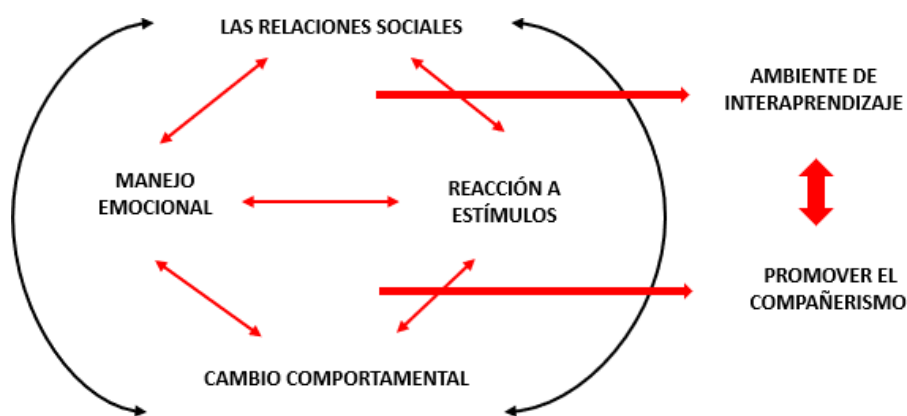 LAS RELACIONES SOCIALES
AMBIENTE DE
INTERAPRENDIZAJE
MANEJO
EMOCIONAL
REACCIÓN A
ESTÍMULOS
PROMOVER EL
COMPAÑERISMO
CAMBIO COMPORTAMENTAL